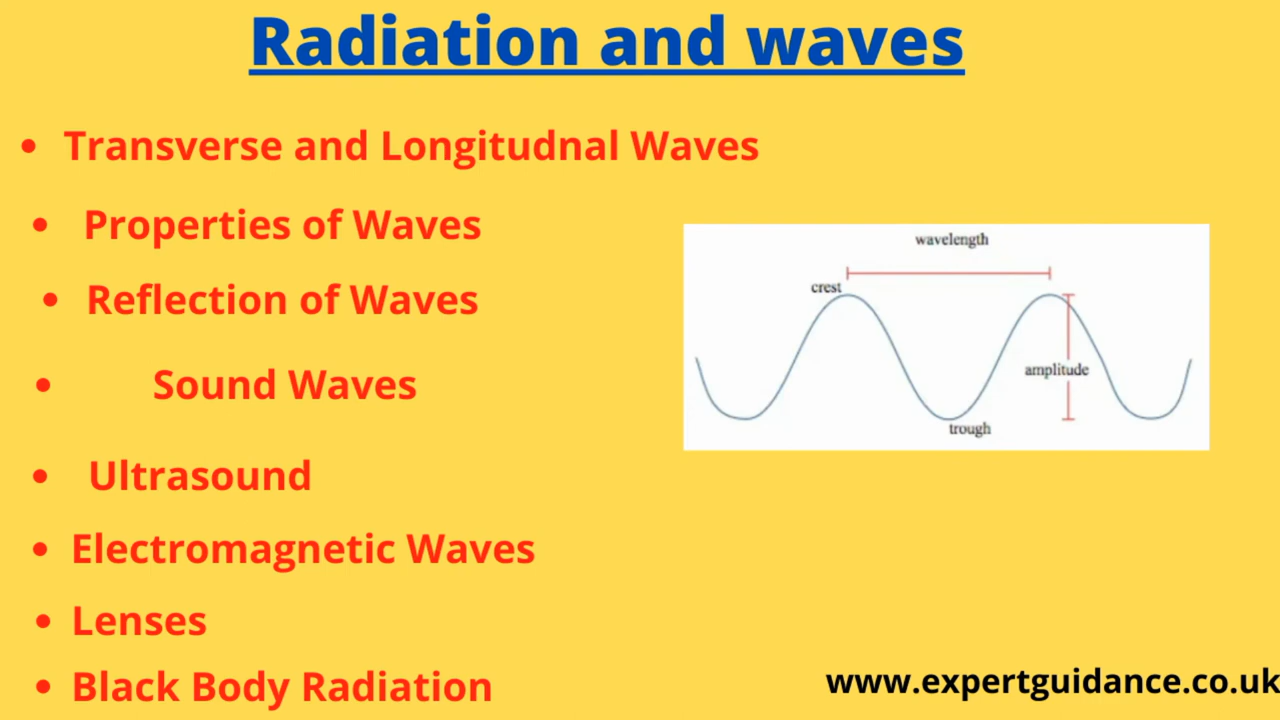 Radiation and waves
• Transverse and Longitudnal Waves
• Properties of Waves
• Reflection of Waves
• Sound Waves
• Ultrasound
• Electromagnetic Waves
• Lenses
• Black Body Radiation
wavelength
crest
amplitude
trough
www.expertguidance.co.uk